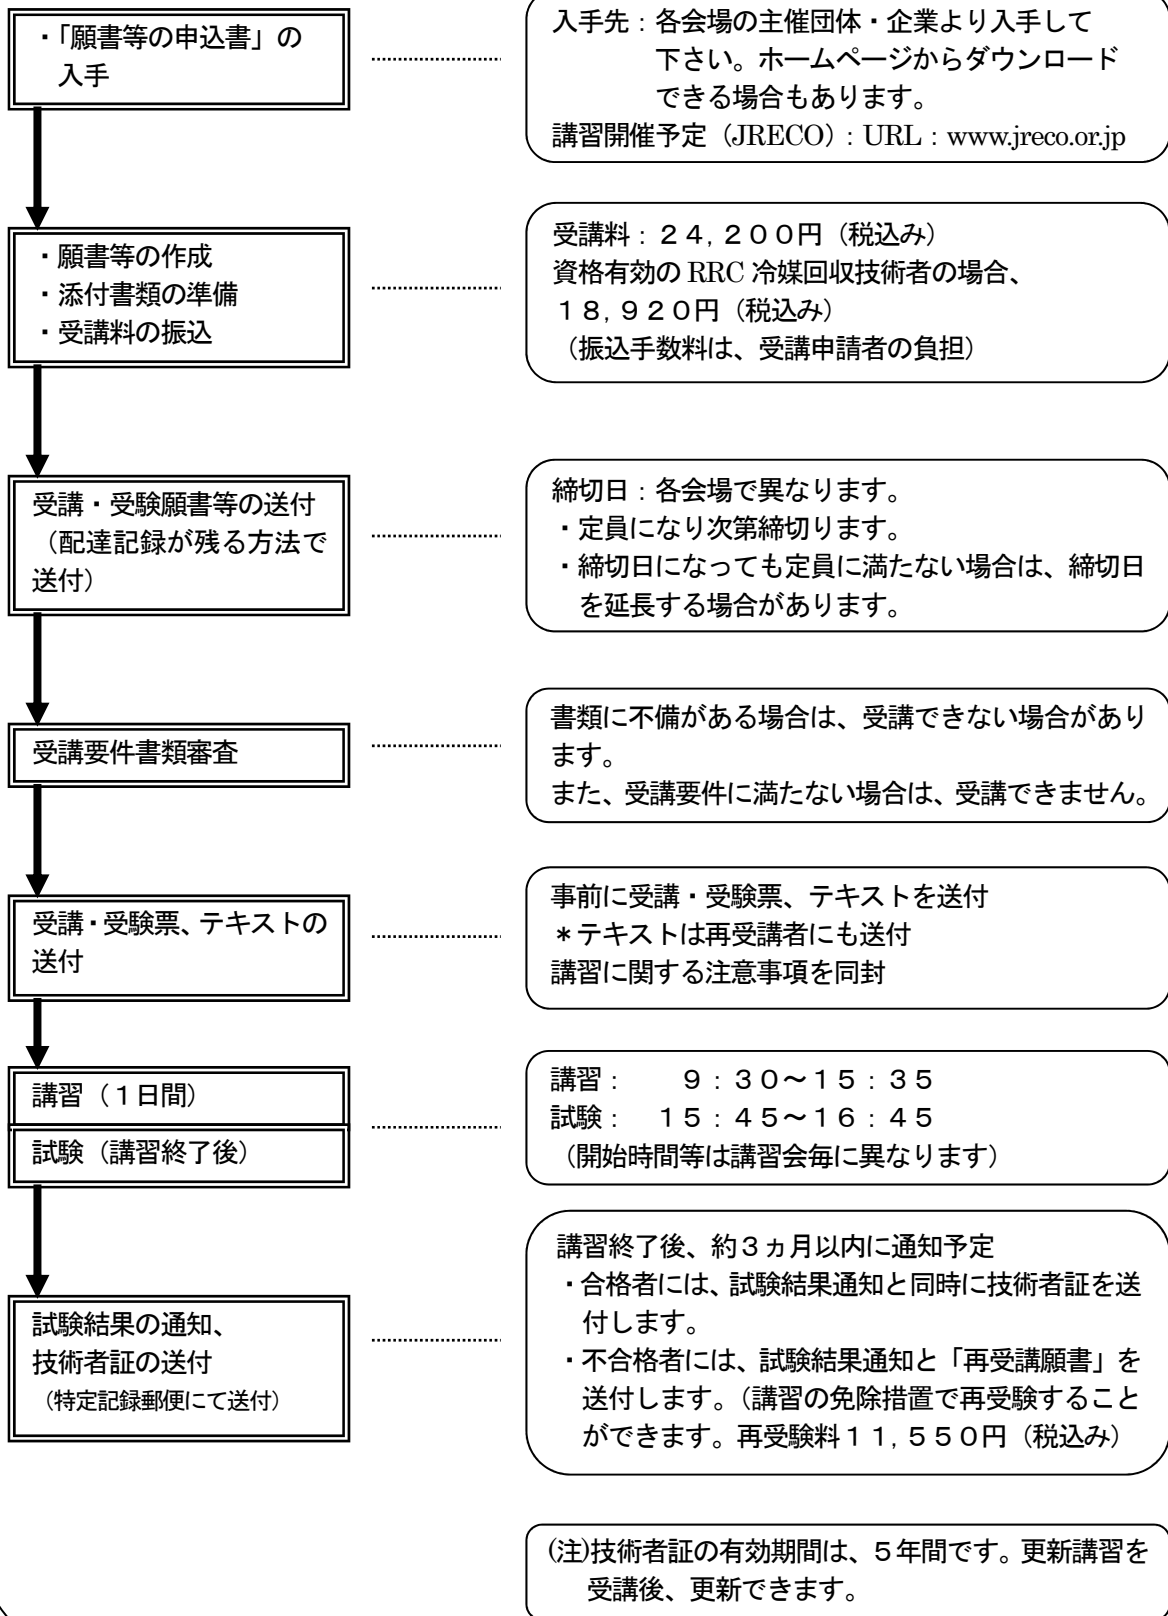 ・「願書等の申込書」の
入手
入手先：各会場の主催団体・企業より入手して
下さい。ホームページからダウンロード
できる場合もあります。
講習開催予定（JRECO）：URL：www.jreco.or.jp
・願書等の作成
・添付書類の準備
・受講料の振込
受講料：２４，２００円（税込み）
資格有効の RRC 冷媒回収技術者の場合、
１８，９２０円（税込み）
（振込手数料は、受講申請者の負担）
受講・受験願書等の送付
（配達記録が残る方法で
送付）
締切日：各会場で異なります。
・定員になり次第締切ります。
・締切日になっても定員に満たない場合は、締切日
を延長する場合があります。
受講要件書類審査
書類に不備がある場合は、受講できない場合があり
ます。
また、受講要件に満たない場合は、受講できません。
受講・受験票、テキストの
送付
事前に受講・受験票、テキストを送付
＊テキストは再受講者にも送付
講習に関する注意事項を同封
講習（１日間）
試験（講習終了後）
講習：　　９：３０～１５：３５
試験：　１５：４５～１６：４５
（開始時間等は講習会毎に異なります）
試験結果の通知、
技術者証の送付
（特定記録郵便にて送付）
講習終了後、約３ヵ月以内に通知予定
・合格者には、試験結果通知と同時に技術者証を送
付します。
・不合格者には、試験結果通知と「再受講願書」を
送付します。（講習の免除措置で再受験すること
ができます。再受験料１１，５５０円（税込み）
(注)技術者証の有効期間は、５年間です。更新講習を
受講後、更新できます。